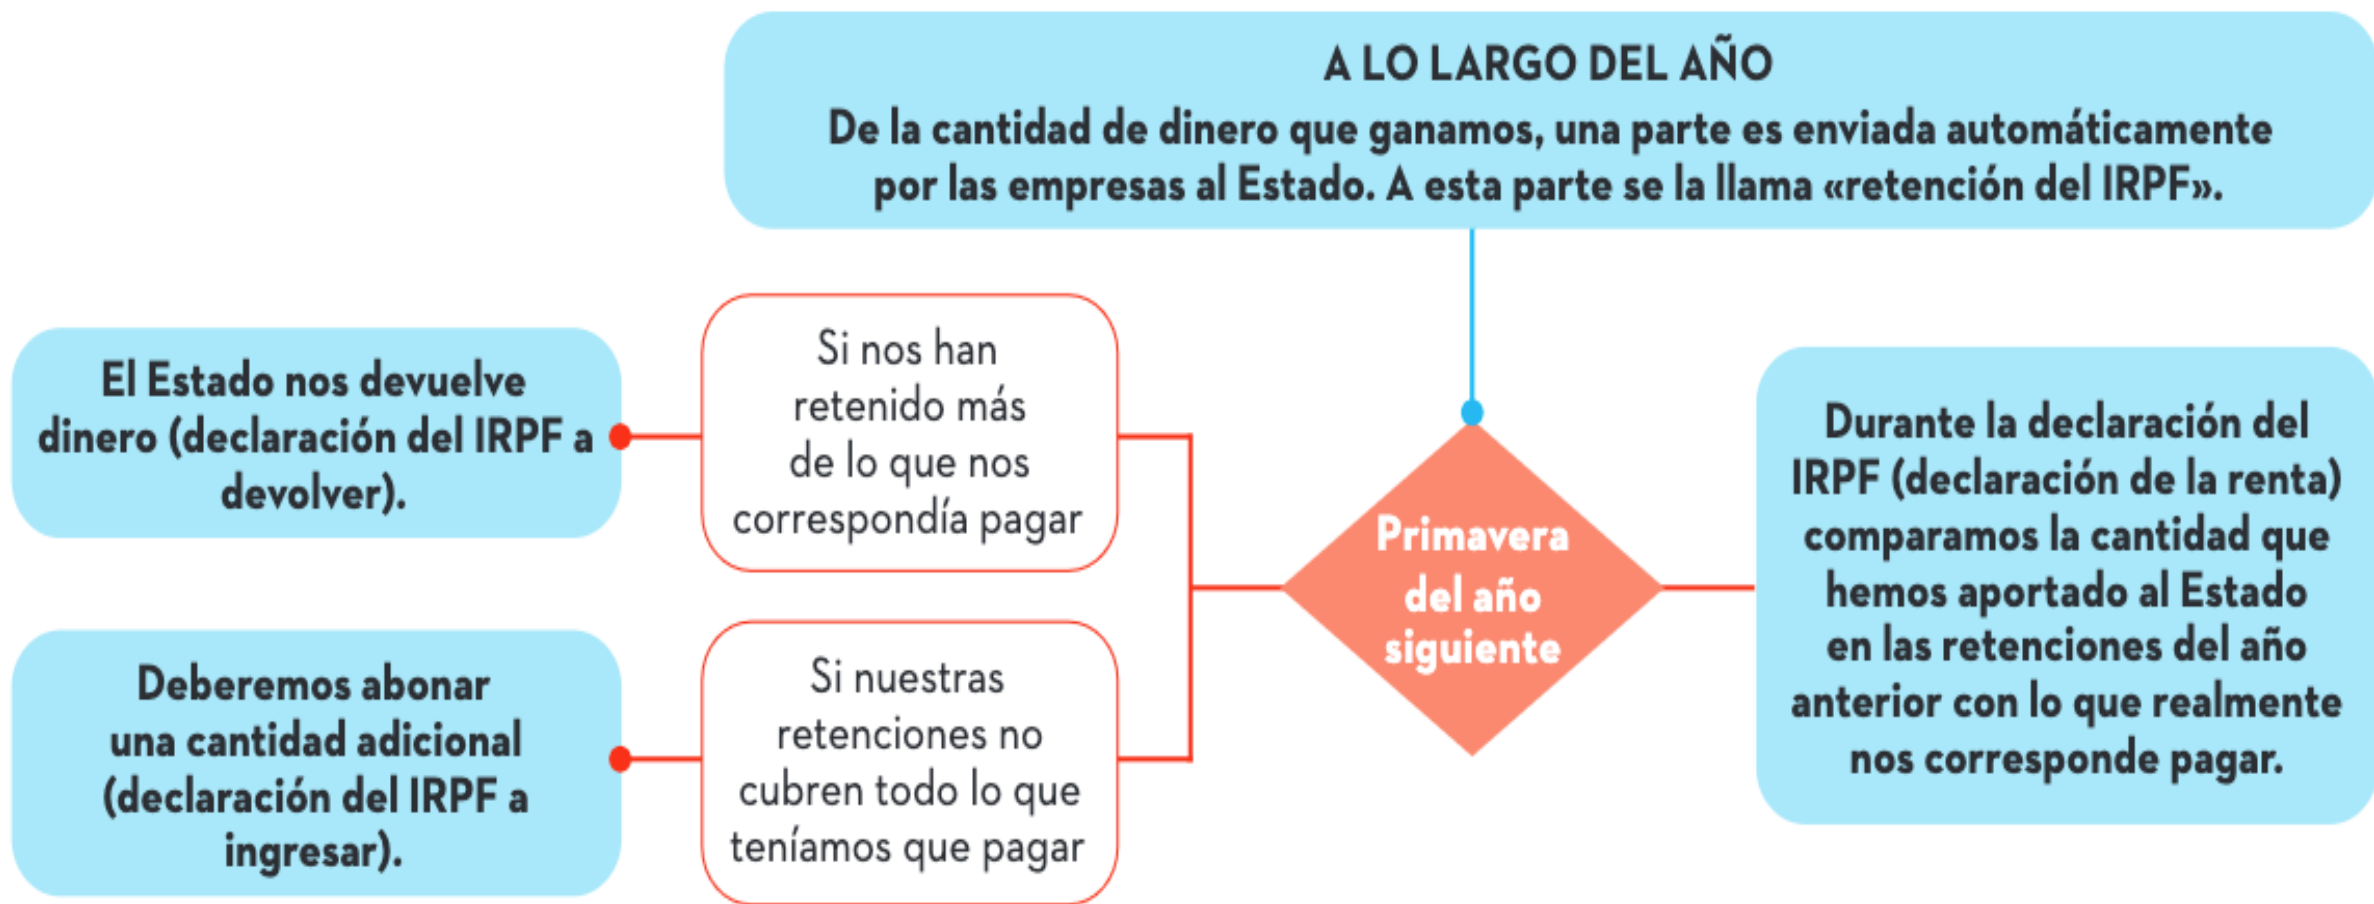 A LO LARGO DEL AÑO
De la cantidad de dinero que ganamos, una parte es enviada automáticamente
por las empresas al Estado. A esta parte se la llama «retención del IRPF».
El Estado nos devuelve
dinero (declaración del IRPF a
devolver).
Si nos han
retenido más
de lo que nos
correspondía pagar
Deberemos abonar
una cantidad adicional
(declaración del IRPF a
ingresar).
Si nuestras
retenciones no
cubren todo lo que
teníamos que pagar
Primavera
del año
siguiente
Durante la declaración del
IRPF (declaración de la renta)
comparamos la cantidad que
hemos aportado al Estado
en las retenciones del año
anterior con lo que realmente
nos corresponde pagar.